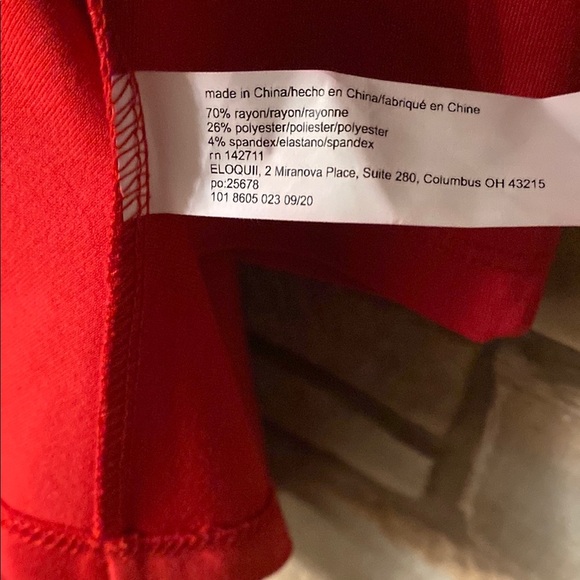 made in China/hecho en China/fabriqué en Chine
70% rayon/rayon/rayonne
26% polyester/poliester/polyester
4% spandex/elastano/spandex
rn 142711
ELOQUII, 2 Miranova Place, Suite 280, Columbus OH 43215
po:25678
101 8605 023 09/20